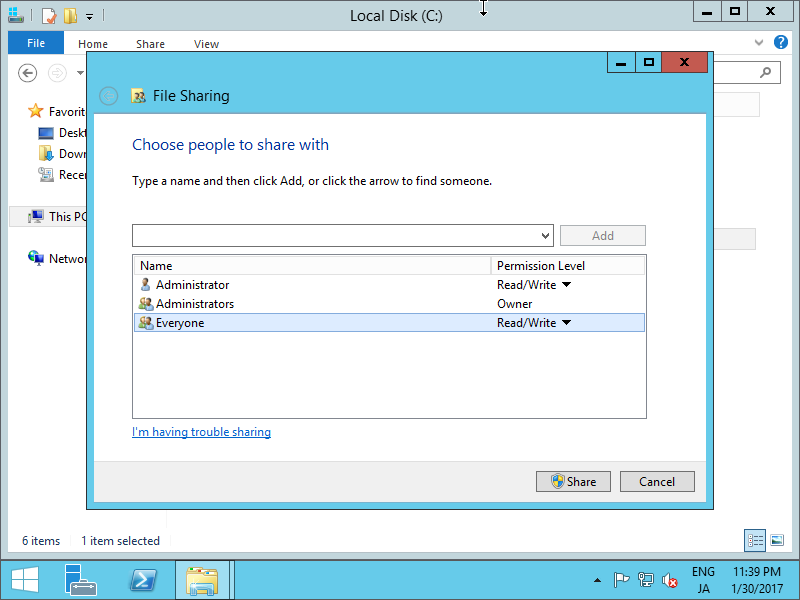 Local Disk (C:)
File Home Share View
File Sharing
Favorit
Choose people to share with
Deskt
Down
Type a name and then click Add, or click the arrow to find someone.
Recen
This PC
Add
Networ
Name Permission Level
Administrator Read/Write
Administrators Owner
Everyone Read/Write
I'm having trouble sharing
Share Cancel
6 items 1 item selected
ENG 11:39 PM
JA 1/30/2017